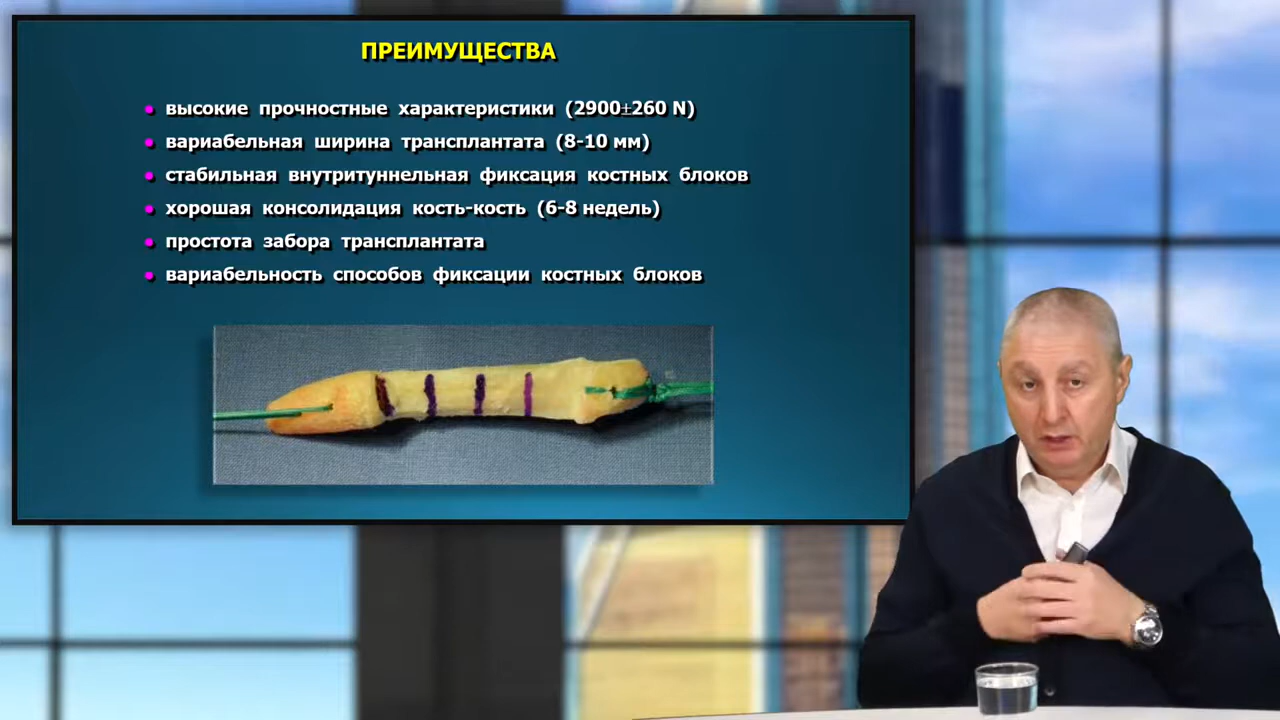 ПРЕИМУЩЕСТВА
высокие прочностные характеристики (2900±260 N)
вариабельная ширина трансплантата (8-10 мм)
стабильная внутритуннельная фиксация костных блоков
хорошая консолидация кость-кость (6-8 недель)
простота забора трансплантата
вариабельность способов фиксации костных блоков